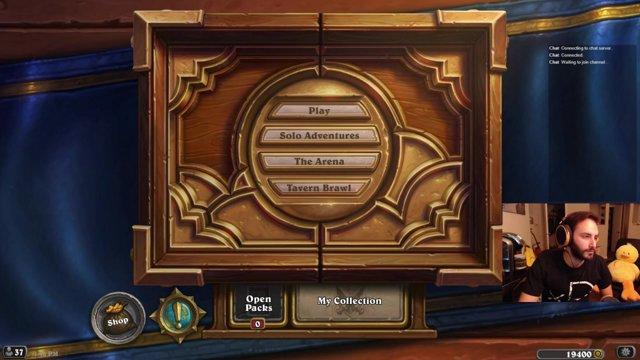 Chat Connecting to chat server.
Chat Connected.
Chat Waiting to join channel
Play
Solo Adventures
The Arena
Tavern Brawl
Open
Packs
0
My Collection
Shop
37
PM
19400